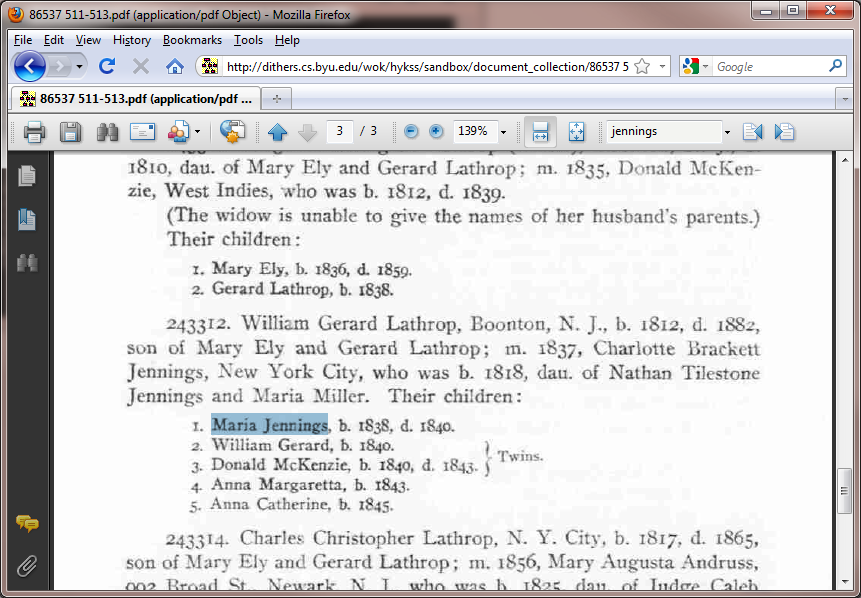 86537 511-513.pdf (application/pdf Object) - Mozilla Firefox
File Edit View History Bookmarks Tools Help
http://dithers.cs.byu.edu/wok/hykss/sandbox/document_collection/86537 5
Google
86537 511-513.pdf (application/pdf ...
3 / 3 139% jennings
1810, dau. of Mary Ely and Gerard Lathrop; m. 1835, Donald McKen-
zie, West Indies, who was b. 1812, d. 1839.
(The widow is unable to give the names of her husband's parents.)
Their children:
1. Mary Ely, b. 1836, d. 1859.
2. Gerard Lathrop, b. 1838.
243312. William Gerard Lathrop, Boonton, N. J., b. 1812, d. 1882,
son of Mary Ely and Gerard Lathrop; m. 1837, Charlotte Brackett
Jennings, New York City, who was b. 1818, dau. of Nathan Tilestone
Jennings and Maria Miller. Their children:
1. Maria Jennings, b. 1838, d. 1840.
2. William Gerard, b. 1840.
3. Donald McKenzie, b. 1840, d. 1843. } Twins.
4. Anna Margaretta, b. 1843.
5. Anna Catherine, b. 1845.
243314. Charles Christopher Lathrop, N. Y. City, b. 1817, d. 1865,
son of Mary Ely and Gerard Lathrop; m. 1856, Mary Augusta Andruss,
992 Broad St., Newark, N. J., who was b. 1825, dau. of Judge Caleb